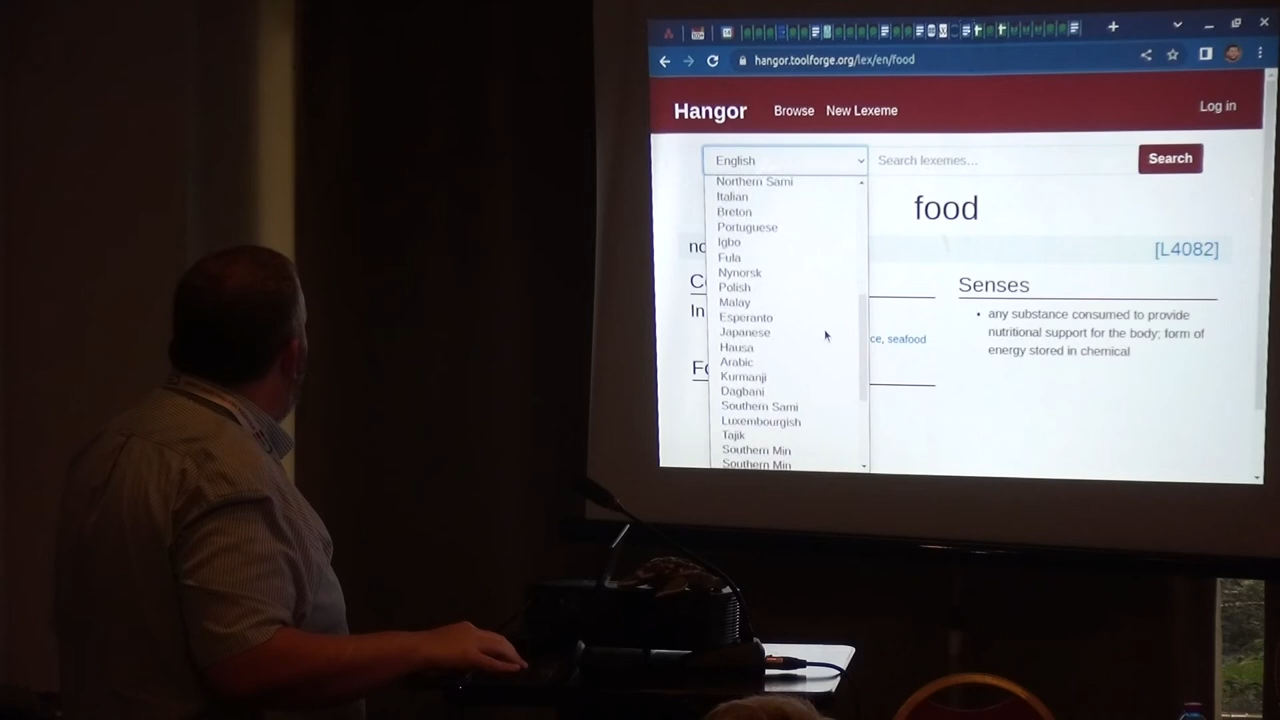 hangor.toolforge.org/lex/en/food
Hangor Browse New Lexeme Log in
English Search lexemes... Search
food
[L4082]
Northern Sami
Italian
Breton
Portuguese
Igbo
Fula
Nynorsk
Polish
Malay
Esperanto
Japanese
Hausa
Arabic
Kurmanji
Dagbani
Southern Sami
Luxembourgish
Tajik
Southern Min
Southern Min
In
seafood
Senses
• any substance consumed to provide
nutritional support for the body; form of
energy stored in chemical